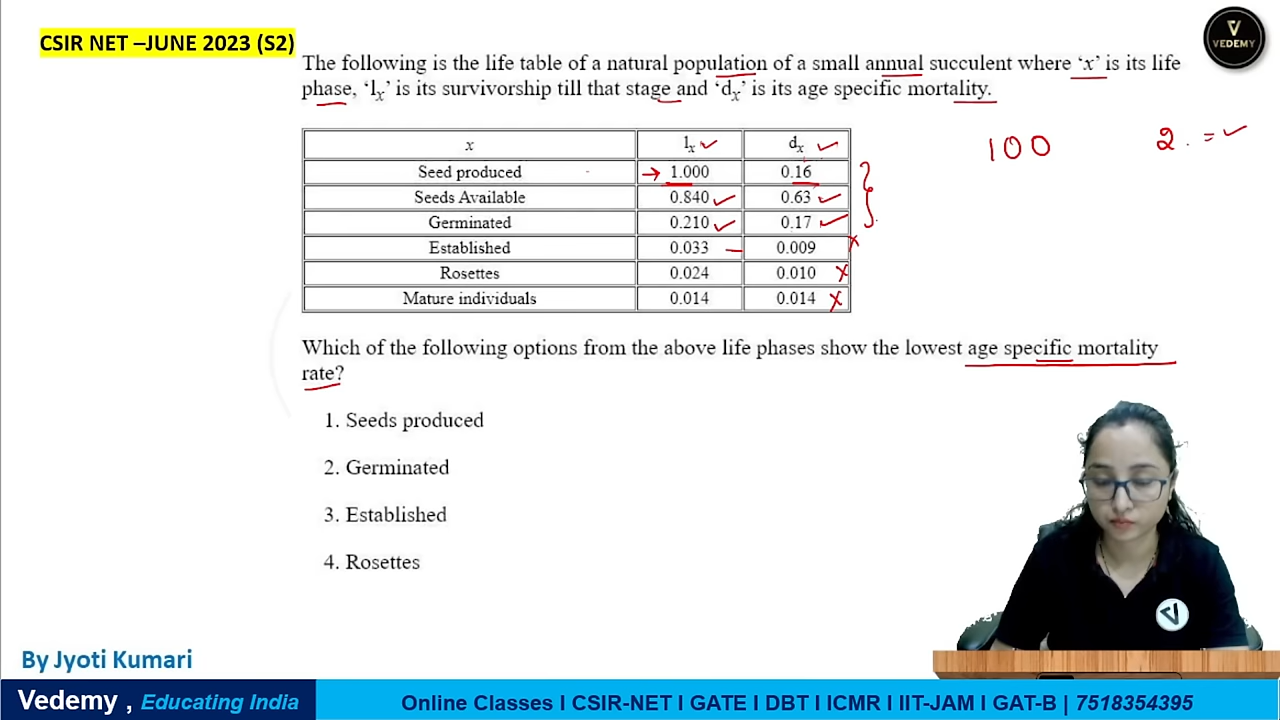 CSIR NET –JUNE 2023 (S2)
VEDEMY
The following is the life table of a natural population of a small annual succulent where ‘x’ is its life
phase, ‘lx’ is its survivorship till that stage and ‘dx’ is its age specific mortality.
x lx dx
Seed produced 1.000 0.16
Seeds Available 0.840 0.63
Germinated 0.210 0.17
Established 0.033 0.009
Rosettes 0.024 0.010
Mature individuals 0.014 0.014
100 2. =
Which of the following options from the above life phases show the lowest age specific mortality
rate?
1. Seeds produced
2. Germinated
3. Established
4. Rosettes
By Jyoti Kumari
Vedemy , Educating India
Online Classes I CSIR-NET I GATE I DBT I ICMR I IIT-JAM I GAT-B | 7518354395